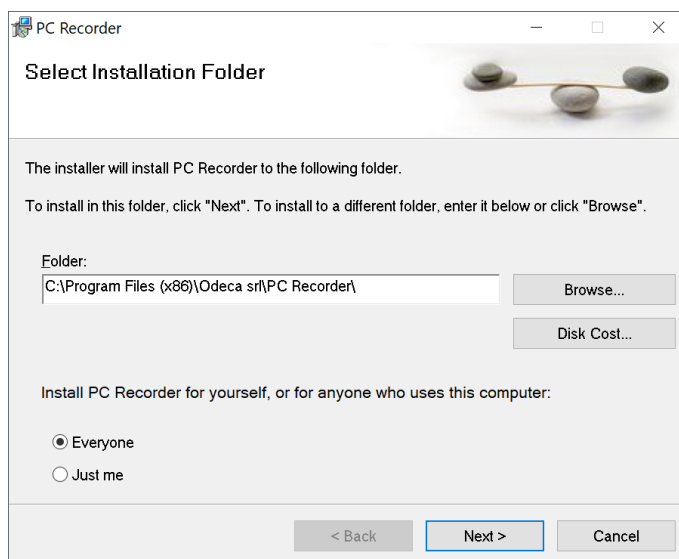 PC Recorder
Select Installation Folder
The installer will install PC Recorder to the following folder.
To install in this folder, click "Next". To install to a different folder, enter it below or click "Browse".
Folder:
C:\Program Files (x86)\Odeca srl\PC Recorder\
Browse...
Disk Cost...
Install PC Recorder for yourself, or for anyone who uses this computer:
Everyone
Just me
< Back
Next >
Cancel